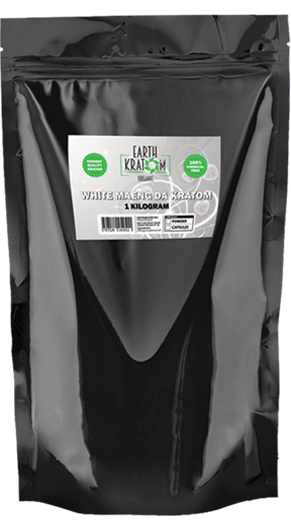 EARTH
KRATOM
ORGANIC
HIGHEST
QUALITY
KRATOM
100%
CHEMICAL
FREE
WHITE MAENG DA KRATOM
1 KILOGRAM
POWDER
CAPSULES